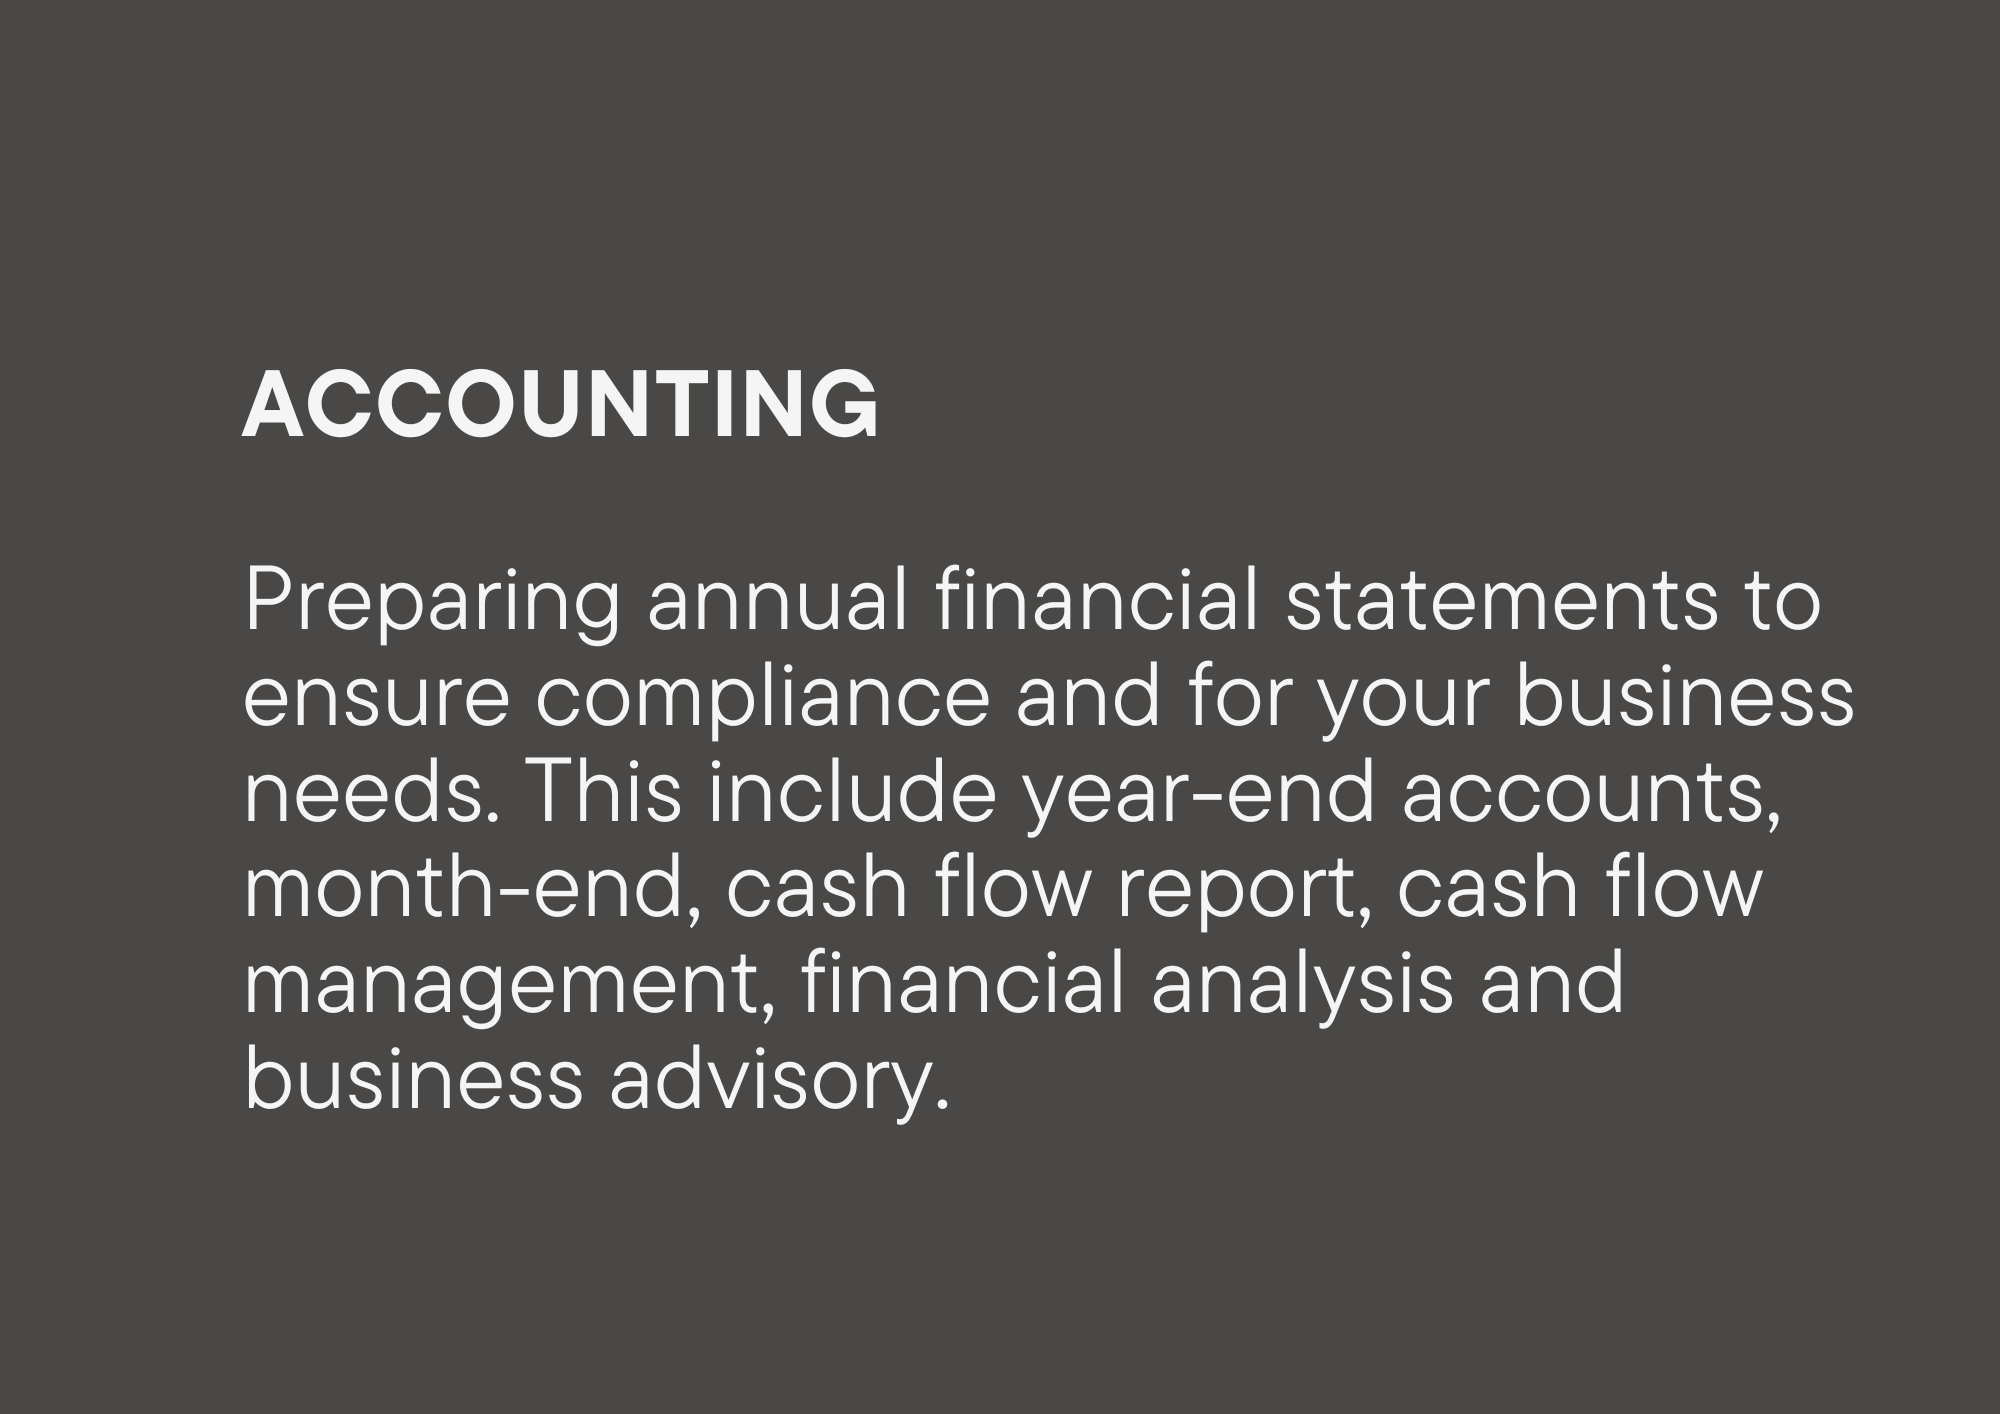 ACCOUNTING
Preparing annual financial statements to
ensure compliance and for your business
needs. This include year-end accounts,
month-end, cash flow report, cash flow
management, financial analysis and
business advisory.